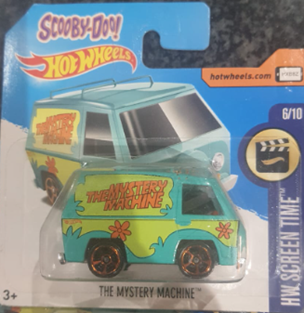 SCOOBY-DOO!
Hot Wheels
hotwheels.com
6/10
THE MYSTERY
MACHINE
THE MYSTERY
MACHINE
HW SCREEN TIME™
3+
THE MYSTERY MACHINE™